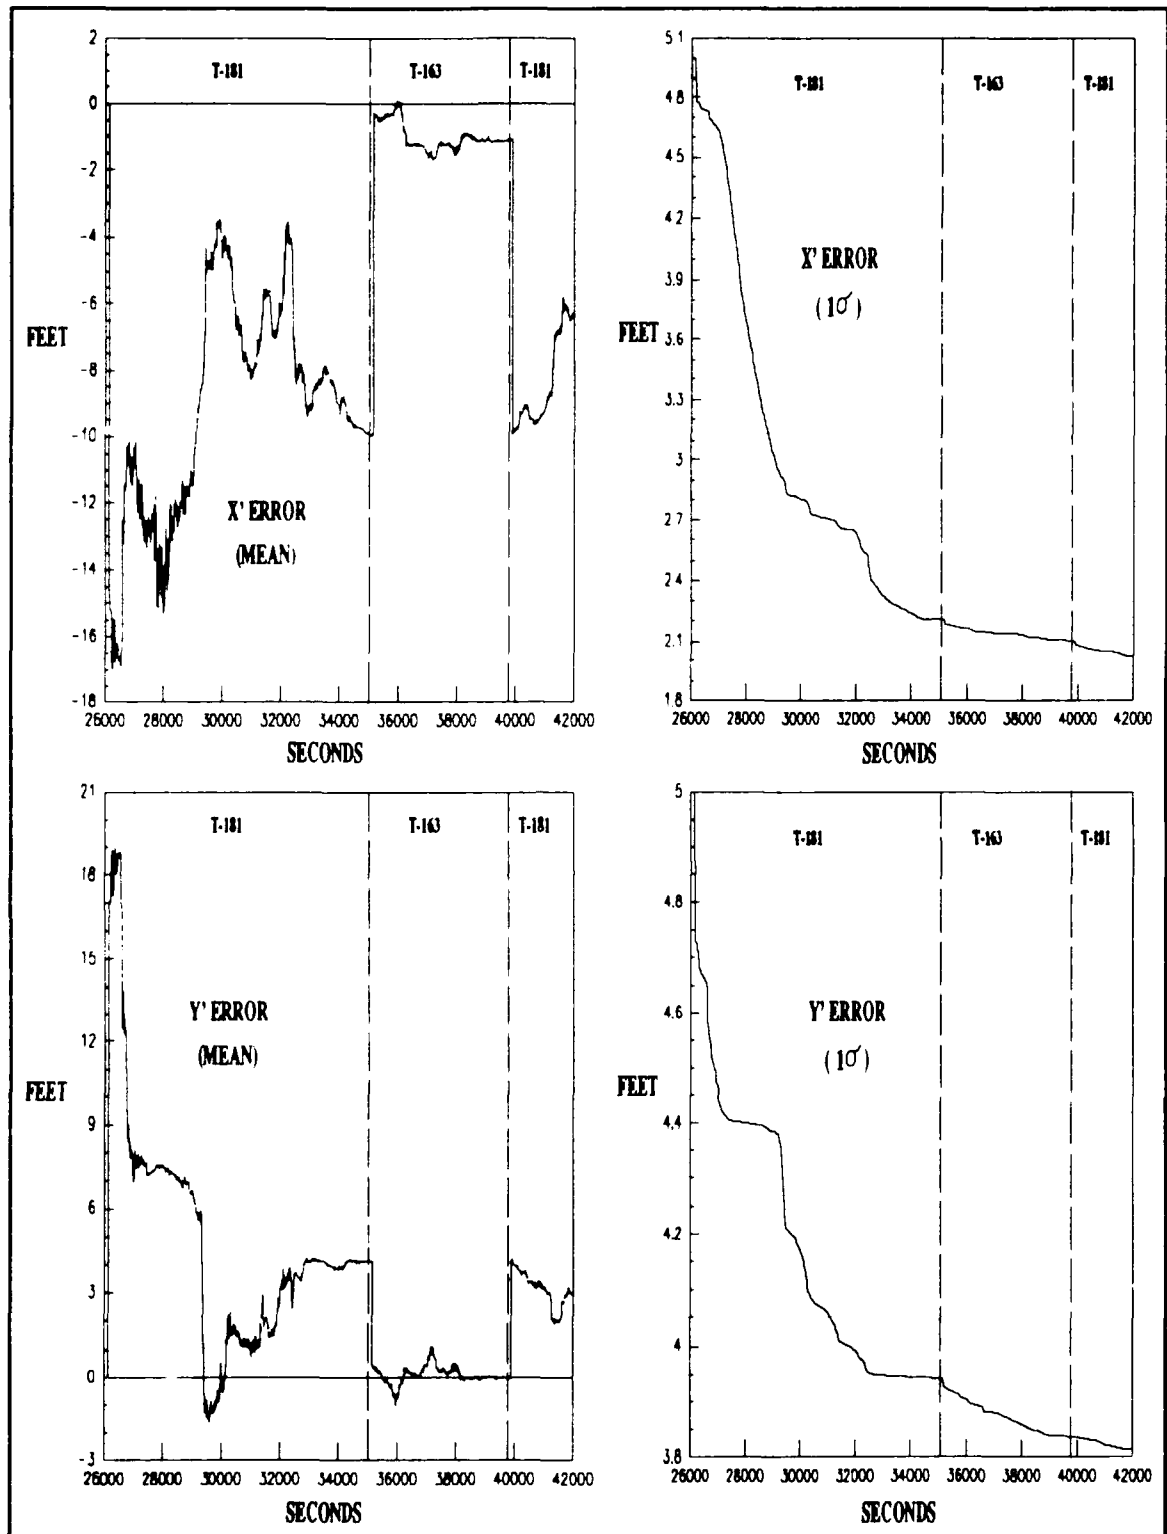 2
0
-2
-4
-6
-8
-10
-12
-14
-16
-18
FEET
T-181
T-163
T-181
X' ERROR
(MEAN)
26000 28000 30000 32000 34000 36000 38000 40000 42000
SECONDS
5.1
4.8
4.5
4.2
3.9
3.6
3.3
3
2.7
2.4
2.1
1.8
FEET
T-181
T-163
T-181
X' ERROR
(1σ)
26000 28000 30000 32000 34000 36000 38000 40000 42000
SECONDS
21
18
15
12
9
6
3
0
-3
FEET
T-181
T-163
T-181
Y' ERROR
(MEAN)
26000 28000 30000 32000 34000 36000 38000 40000 42000
SECONDS
5
4.8
4.6
4.4
4.2
4
3.8
FEET
T-181
T-163
T-181
Y' ERROR
(1σ)
26000 28000 30000 32000 34000 36000 38000 40000 42000
SECONDS